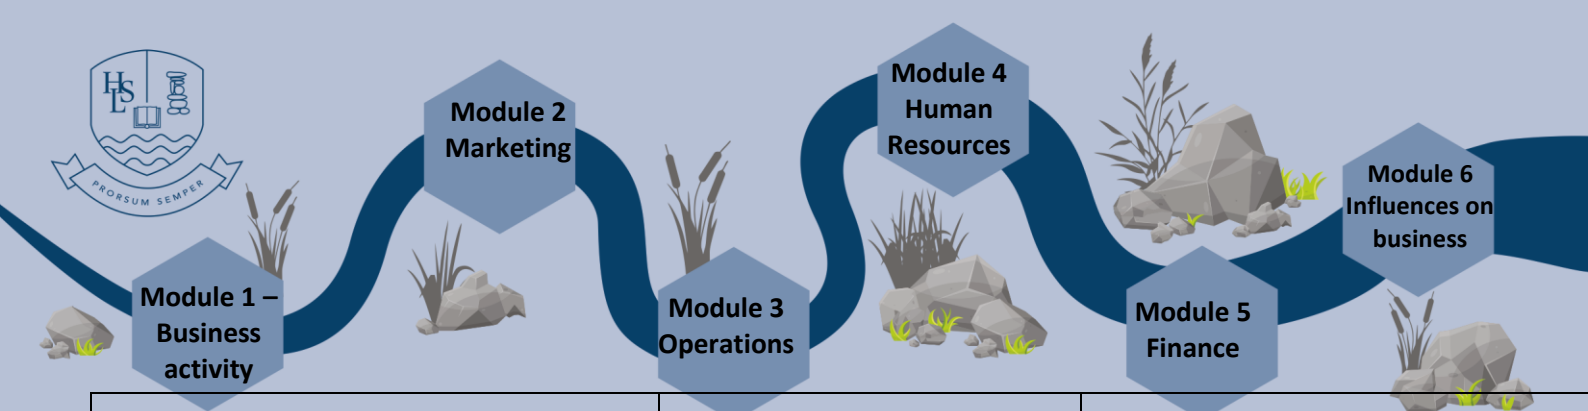 HLS
PRORSUM SEMPER
Module 1 –
Business
activity
Module 2
Marketing
Module 3
Operations
Module 4
Human
Resources
Module 5
Finance
Module 6
Influences on
business